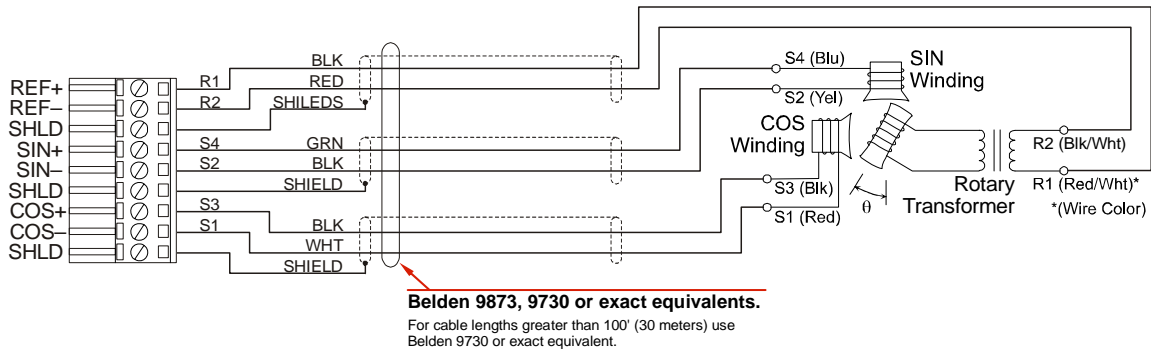 REF+
REF–
SHLD
SIN+
SIN–
SHLD
COS+
COS–
SHLD
R1
R2
S4
S2
S3
S1
BLK
RED
SHILEDS
GRN
BLK
SHIELD
BLK
WHT
SHIELD
S4 (Blu)
S2 (Yel)
SIN
Winding
COS
Winding
S3 (Blk)
S1 (Red)
θ
Rotary
Transformer
R2 (Blk/Wht)
R1 (Red/Wht)*
*(Wire Color)
Belden 9873, 9730 or exact equivalents.
For cable lengths greater than 100' (30 meters) use
Belden 9730 or exact equivalent.